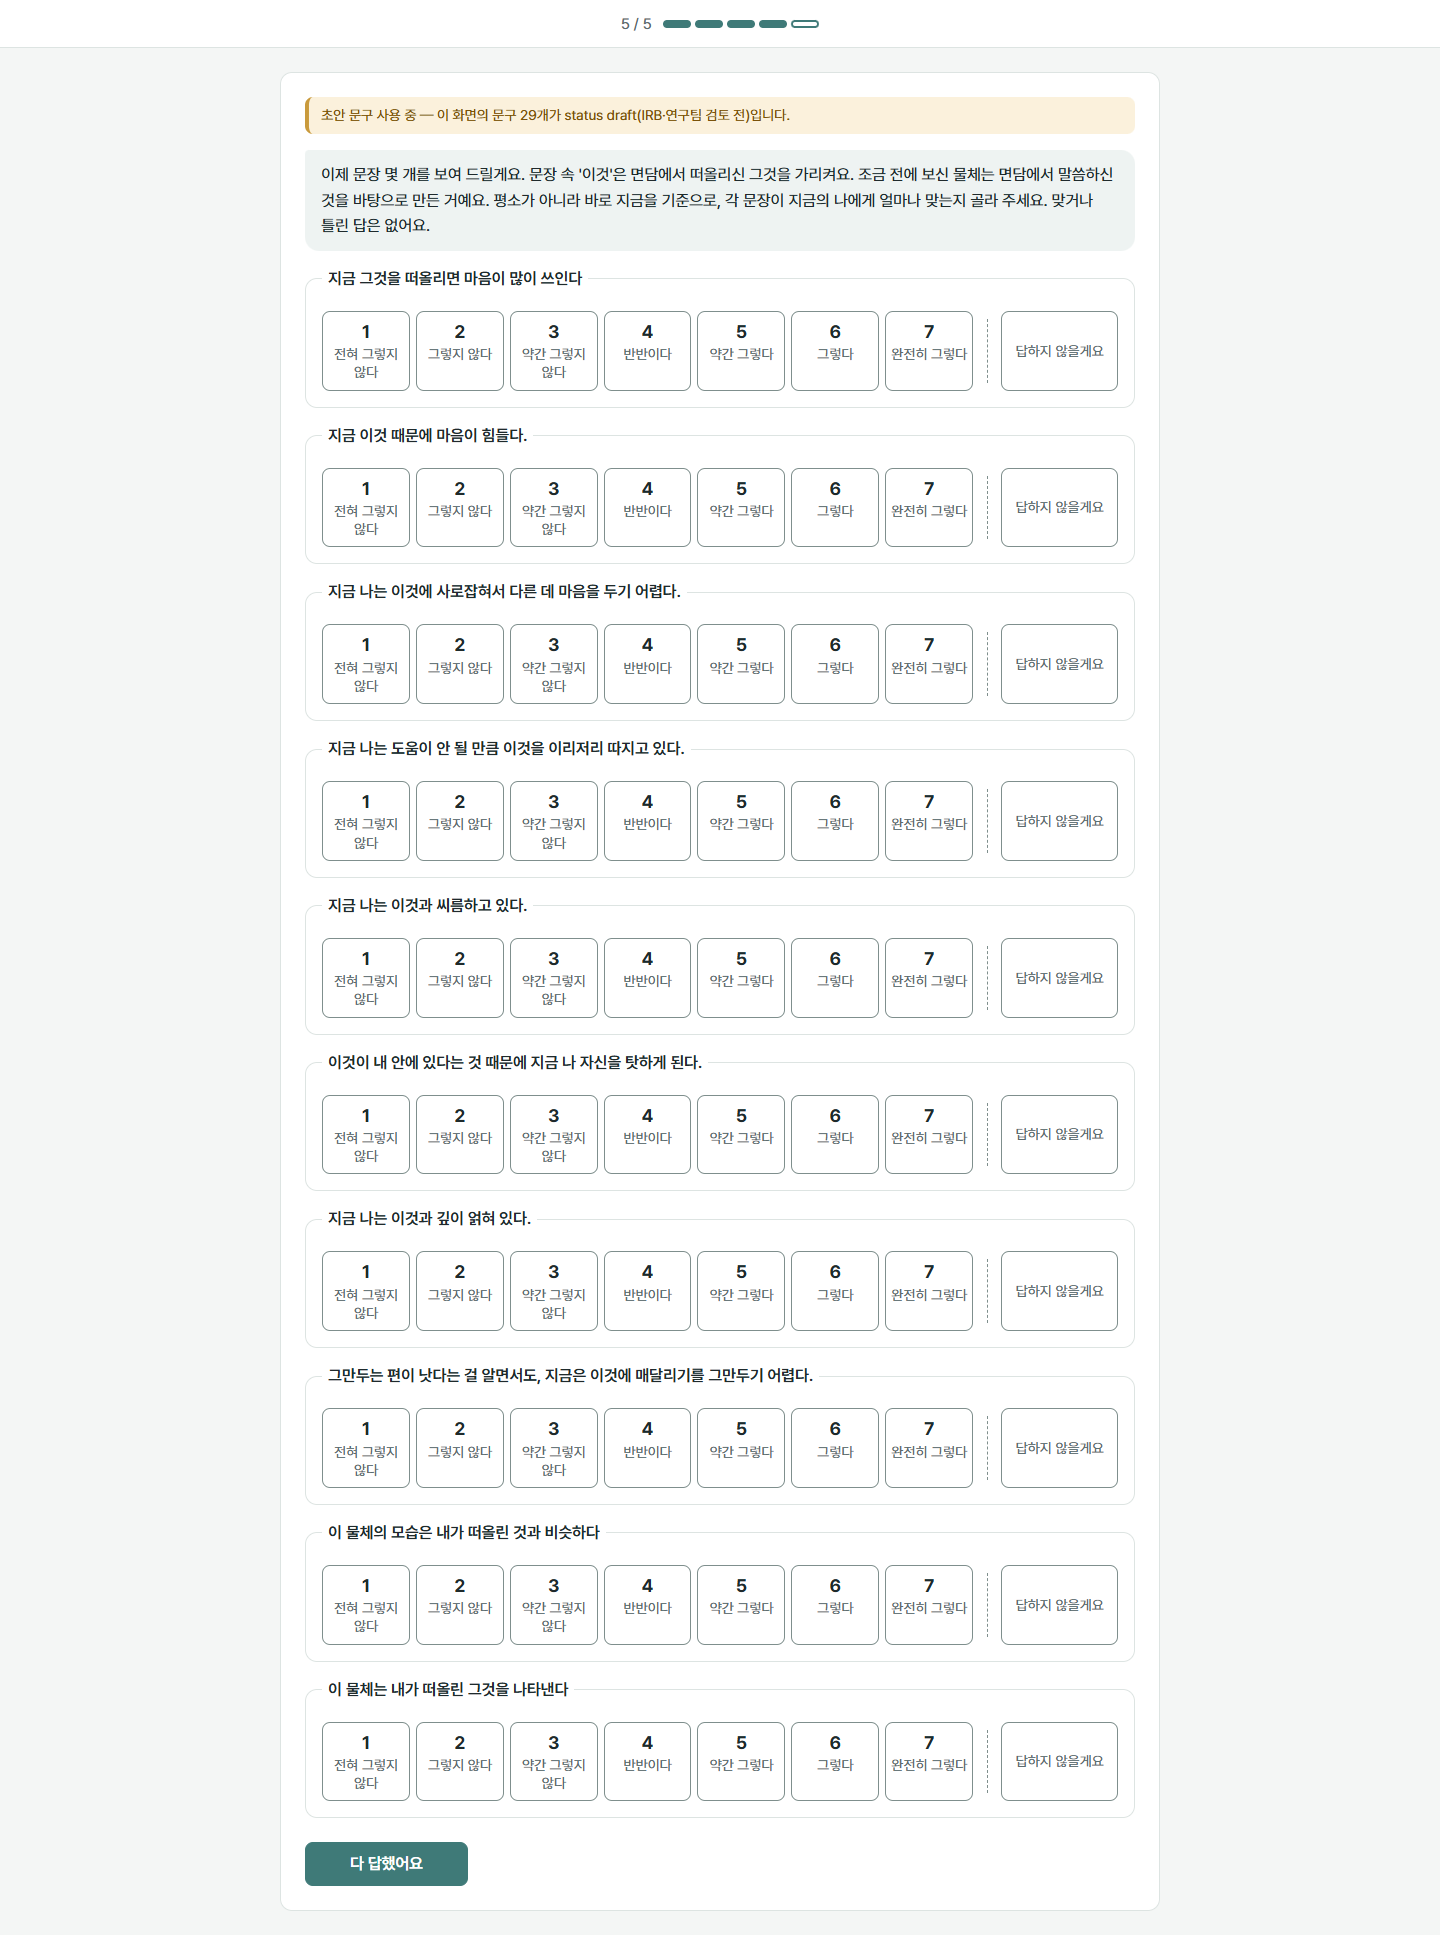 5 / 5
초안 문구 사용 중 — 이 화면의 문구 29개가 status draft(IRB·연구팀 검토 전)입니다.
이제 문장 몇 개를 보여 드릴게요. 문장 속 '이것'은 면담에서 떠올리신 그것을 가리켜요. 조금 전에 보신 물체는 면담에서 말씀하신
것을 바탕으로 만든 거예요. 평소가 아니라 바로 지금을 기준으로, 각 문장이 지금의 나에게 얼마나 맞는지 골라 주세요. 맞거나
틀린 답은 없어요.
지금 그것을 떠올리면 마음이 많이 쓰인다
1 2 3 4 5 6 7
전혀 그렇지 그렇지 않다 약간 그렇지 반반이다 약간 그렇다 그렇다 완전히 그렇다 답하지 않을게요
않다 않다
지금 이것 때문에 마음이 힘들다.
1 2 3 4 5 6 7
전혀 그렇지 그렇지 않다 약간 그렇지 반반이다 약간 그렇다 그렇다 완전히 그렇다 답하지 않을게요
않다 않다
지금 나는 이것에 사로잡혀서 다른 데 마음을 두기 어렵다.
1 2 3 4 5 6 7
전혀 그렇지 그렇지 않다 약간 그렇지 반반이다 약간 그렇다 그렇다 완전히 그렇다 답하지 않을게요
않다 않다
지금 나는 도움이 안 될 만큼 이것을 이리저리 따지고 있다.
1 2 3 4 5 6 7
전혀 그렇지 그렇지 않다 약간 그렇지 반반이다 약간 그렇다 그렇다 완전히 그렇다 답하지 않을게요
않다 않다
지금 나는 이것과 씨름하고 있다.
1 2 3 4 5 6 7
전혀 그렇지 그렇지 않다 약간 그렇지 반반이다 약간 그렇다 그렇다 완전히 그렇다 답하지 않을게요
않다 않다
이것이 내 안에 있다는 것 때문에 지금 나 자신을 탓하게 된다.
1 2 3 4 5 6 7
전혀 그렇지 그렇지 않다 약간 그렇지 반반이다 약간 그렇다 그렇다 완전히 그렇다 답하지 않을게요
않다 않다
지금 나는 이것과 깊이 얽혀 있다.
1 2 3 4 5 6 7
전혀 그렇지 그렇지 않다 약간 그렇지 반반이다 약간 그렇다 그렇다 완전히 그렇다 답하지 않을게요
않다 않다
그만두는 편이 낫다는 걸 알면서도, 지금은 이것에 매달리기를 그만두기 어렵다.
1 2 3 4 5 6 7
전혀 그렇지 그렇지 않다 약간 그렇지 반반이다 약간 그렇다 그렇다 완전히 그렇다 답하지 않을게요
않다 않다
이 물체의 모습은 내가 떠올린 것과 비슷하다
1 2 3 4 5 6 7
전혀 그렇지 그렇지 않다 약간 그렇지 반반이다 약간 그렇다 그렇다 완전히 그렇다 답하지 않을게요
않다 않다
이 물체는 내가 떠올린 그것을 나타낸다
1 2 3 4 5 6 7
전혀 그렇지 그렇지 않다 약간 그렇지 반반이다 약간 그렇다 그렇다 완전히 그렇다 답하지 않을게요
않다 않다
다 답했어요